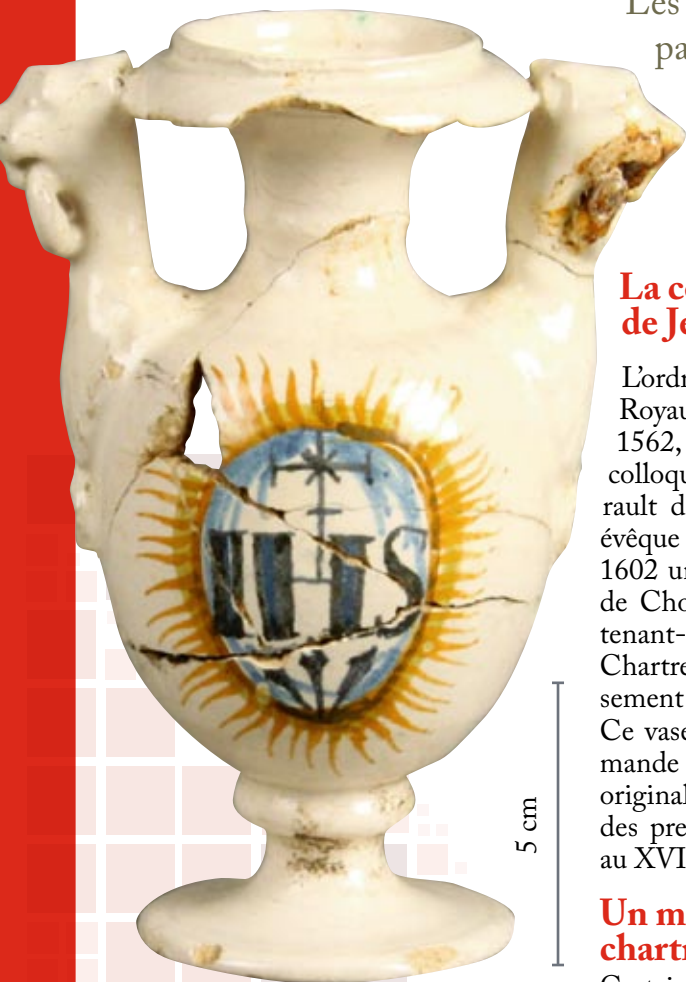 Les
pa
La c
de Je
L'ordr
Royau
1562,
colloqu
rault d
évêque
1602 un
de Cho
tenant-
Chartre
sement
Ce vase
mande
original
des pre
au XVI
Un m
chartr
IHS
5 cm